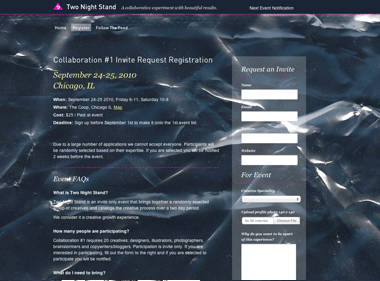 Two Night Stand
A collaborative experiment with beautiful results.
Next Event Notification
Home
Register
Follow The Feed
Collaboration #1 Invite Request Registration
September 24-25, 2010
Chicago, IL
When: September 24-25 2010, Friday 6-11, Saturday 10-8
Where: The Coop, Chicago IL Map
Cost: $25 | Paid at event
Deadline: Sign up before September 1st to make it onto the 1st event list.
Due to a large number of applications we cannot accept everyone. Participants will
be randomly selected based on their expertise. If you are selected you will be notified
2 weeks before the event.
Event FAQs
What is Two Night Stand?
Two Night Stand is an invite only event that brings together a randomly selected
group of creatives and catalogs the creative process over a two day period.
We consider it a creative growth experience.
How many people are participating?
Collaboration #1 requires 20 creatives, designers, illustrators, photographers,
brainstormers and copywriters/bloggers. Participation is invite only. If you are
interested in participating, fill out the form to the right and if you are selected to
participate you will be notified.
What do I need to bring?
Request an Invite
Name
Email
Website
For Event
Creative Specialty
Upload profile photo 140 x 140
no file selected
Choose File
Why do you want to be apart
of this experience?